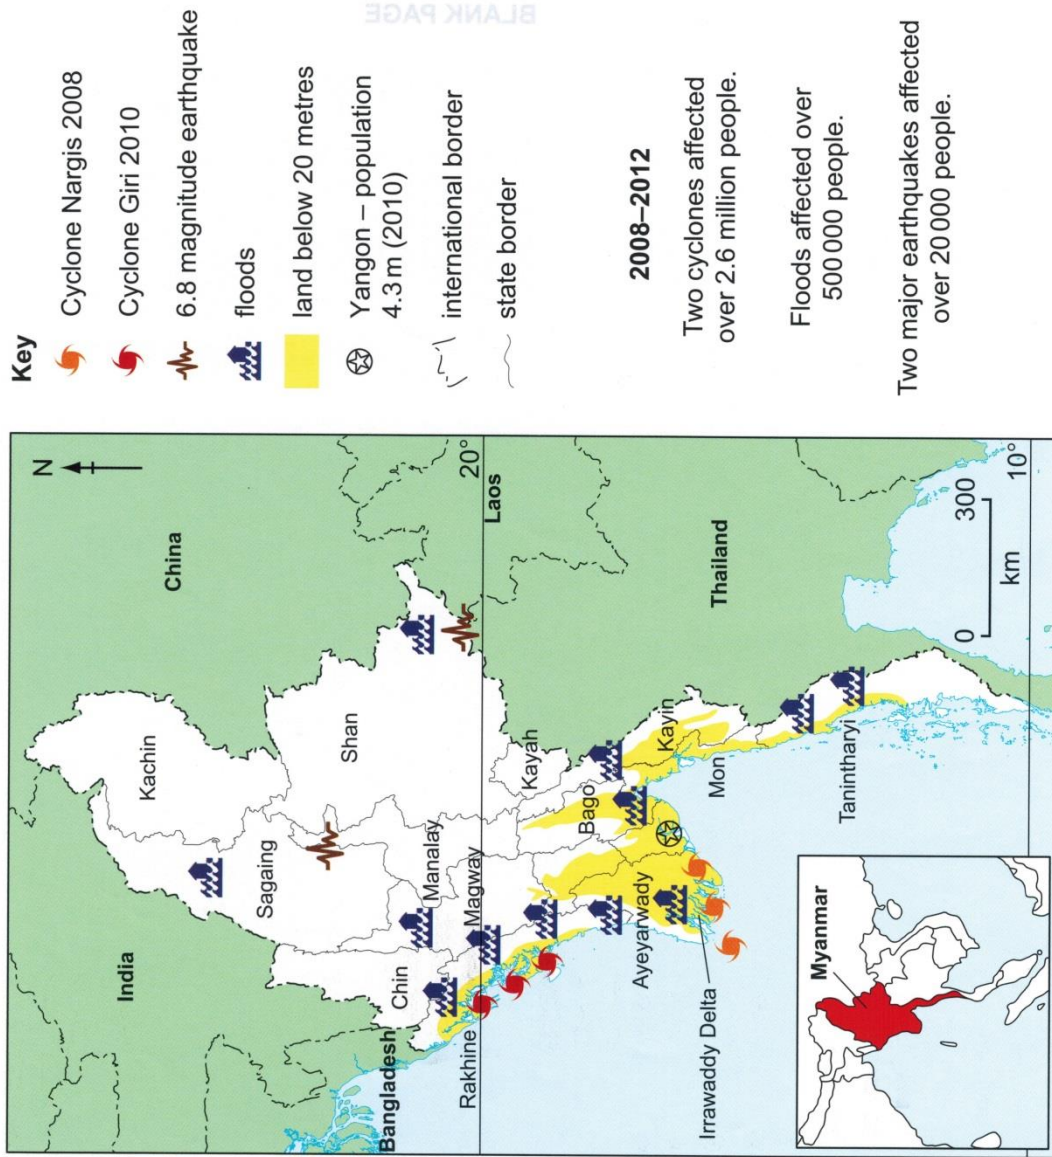 BLANK PAGE
Key
Cyclone Nargis 2008
Cyclone Giri 2010
6.8 magnitude earthquake
floods
land below 20 metres
Yangon – population
4.3 m (2010)
international border
state border
2008–2012
Two cyclones affected
over 2.6 million people.
Floods affected over
500 000 people.
Two major earthquakes affected
over 20 000 people.
N
China
India
Kachin
Sagaing
Shan
Chin
Manalay
Magway
Bangladesh
Rakhine
20°
Laos
Kayah
Bago
Kayin
Ayeyarwady
Mon
Thailand
Irrawaddy Delta
Tanintharyi
Myanmar
0 300
km
10°